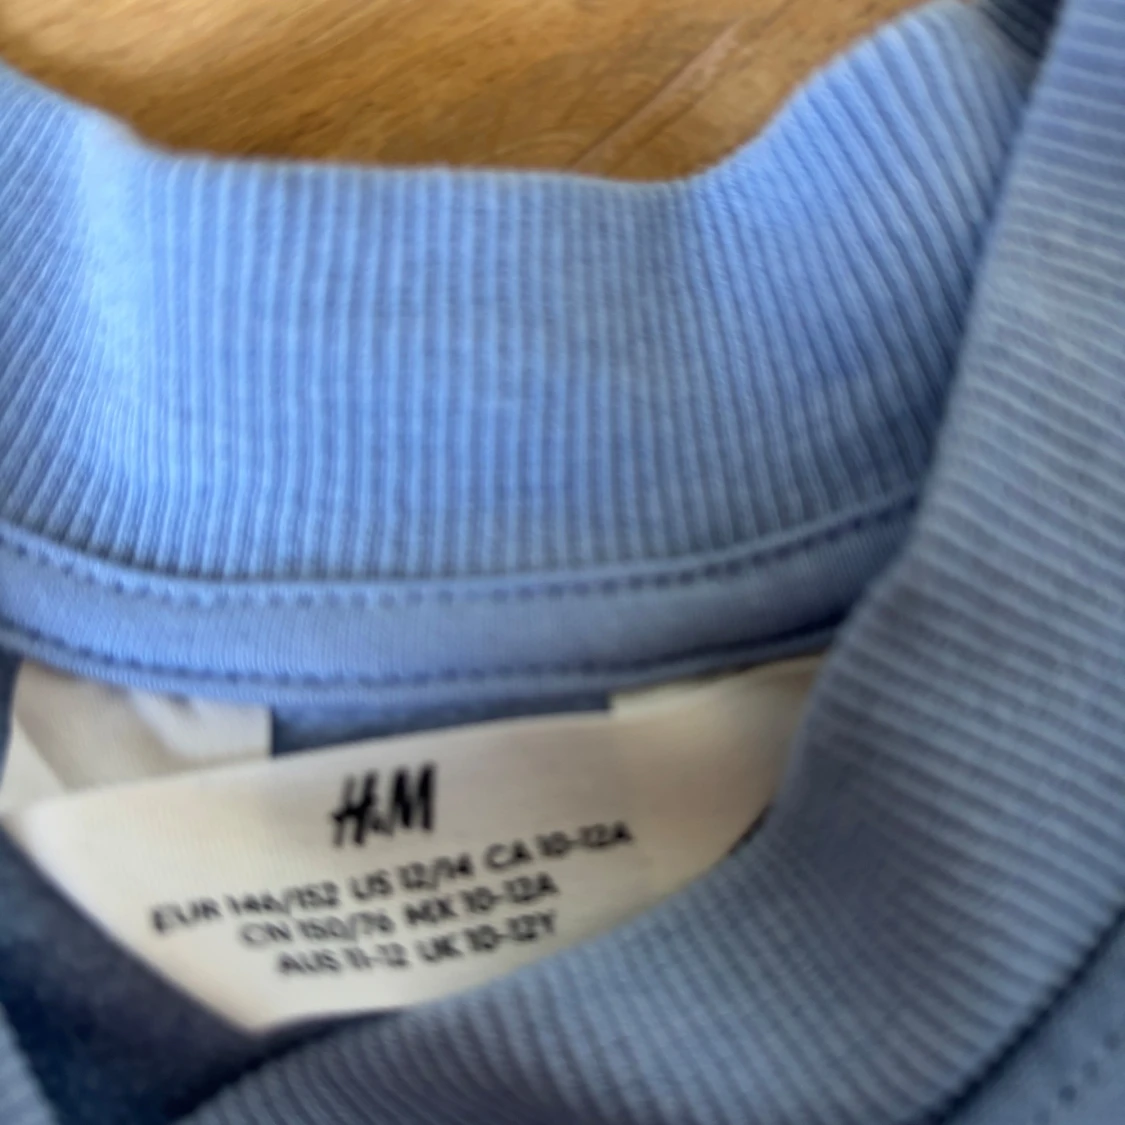 H&M
EUR 146/152 US 12/14 CA 10-12A
CN 150/76 MX 10-12A
AUS 11-12 UK 10-12Y